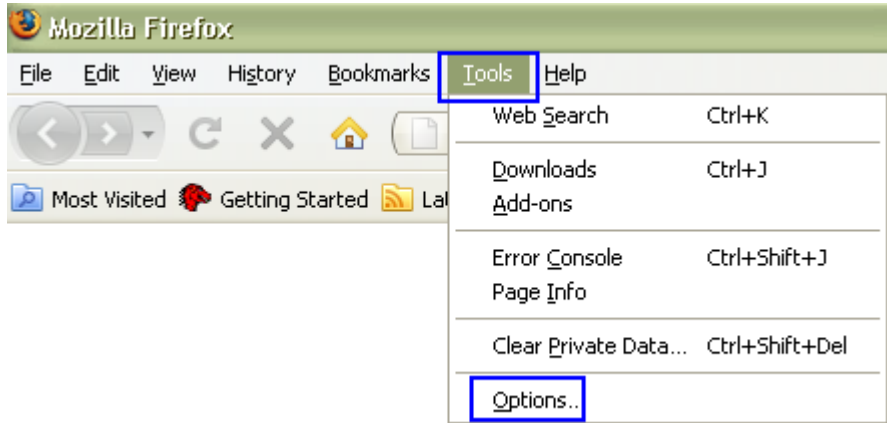 Mozilla Firefox
File Edit View History Bookmarks Tools Help
Web Search Ctrl+K
Downloads Ctrl+J
Add-ons
Most Visited Getting Started
Error Console Ctrl+Shift+J
Page Info
Clear Private Data... Ctrl+Shift+Del
Options..